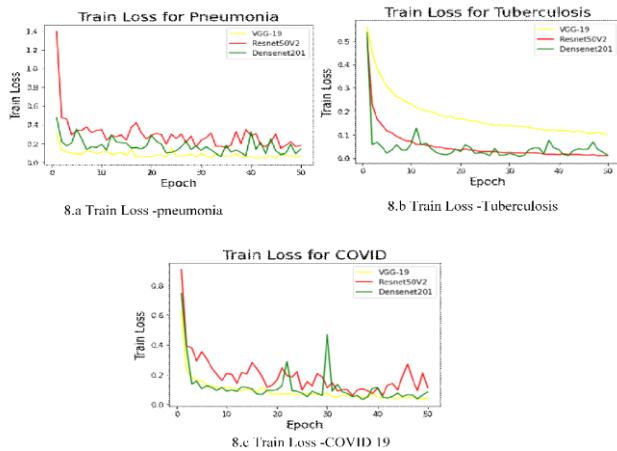 Train Loss for Pneumonia
VGG-19
Resnet50V2
Densenet201
1.4
1.2
1.0
0.8
0.6
0.4
0.2
0.0
Train Loss
0 10 20 30 40 50
Epoch
8.a Train Loss -pneumonia
Train Loss for Tuberculosis
VGG-19
Resnet50V2
Densenet201
0.5
0.4
0.3
0.2
0.1
0.0
Train Loss
0 10 20 30 40 50
Epoch
8.b Train Loss -Tuberculosis
Train Loss for COVID
VGG-19
Resnet50V2
Densenet201
0.8
0.6
0.4
0.2
0.0
Train Loss
0 10 20 30 40 50
Epoch
8.c Train Loss -COVID 19